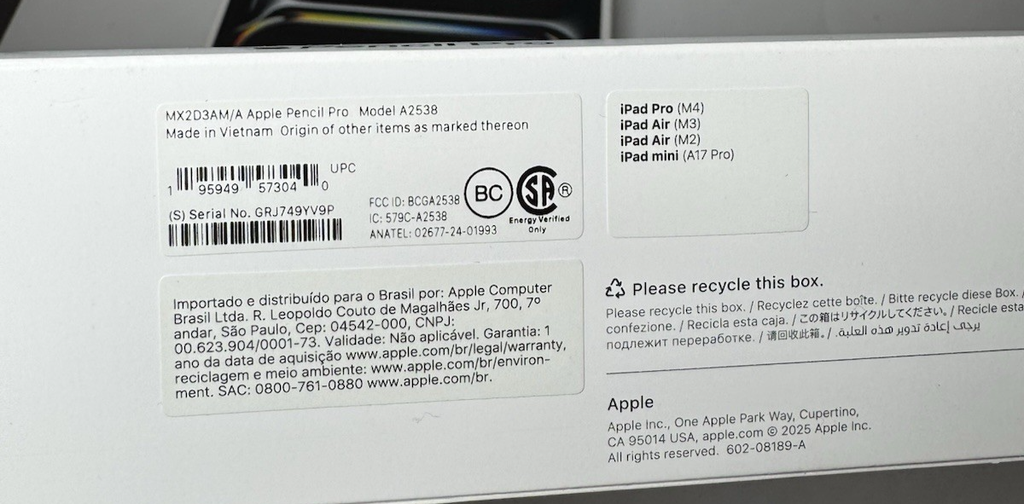 MX2D3AM/A Apple Pencil Pro Model A2538
Made in Vietnam Origin of other items as marked thereon
UPC
1 95949 57304 0
(S) Serial No. GRJ749YV9P
FCC ID: BCGA2538
IC: 579C-A2538
ANATEL: 02677-24-01993
BC
SA ®
Energy Verified
Only
iPad Pro (M4)
iPad Air (M3)
iPad Air (M2)
iPad mini (A17 Pro)
Importado e distribuído para o Brasil por: Apple Computer
Brasil Ltda. R. Leopoldo Couto de Magalhães Jr, 700, 7º
andar, São Paulo, Cep: 04542-000, CNPJ:
00.623.904/0001-73. Validade: Não aplicável. Garantia: 1
ano da data de aquisição www.apple.com/br/legal/warranty,
reciclagem e meio ambiente: www.apple.com/br/environ-
ment. SAC: 0800-761-0880 www.apple.com/br.
Please recycle this box.
Please recycle this box. / Recyclez cette boîte. / Bitte recycle diese Box. /
confezione. / Recicla esta caja. / この箱はリサイクルしてください。 / Recicle esta
подлежит переработке. / 请回收此箱。 / يرجى إعادة تدوير هذه العلبة.
Apple
Apple Inc., One Apple Park Way, Cupertino,
CA 95014 USA, apple.com © 2025 Apple Inc.
All rights reserved. 602-08189-A